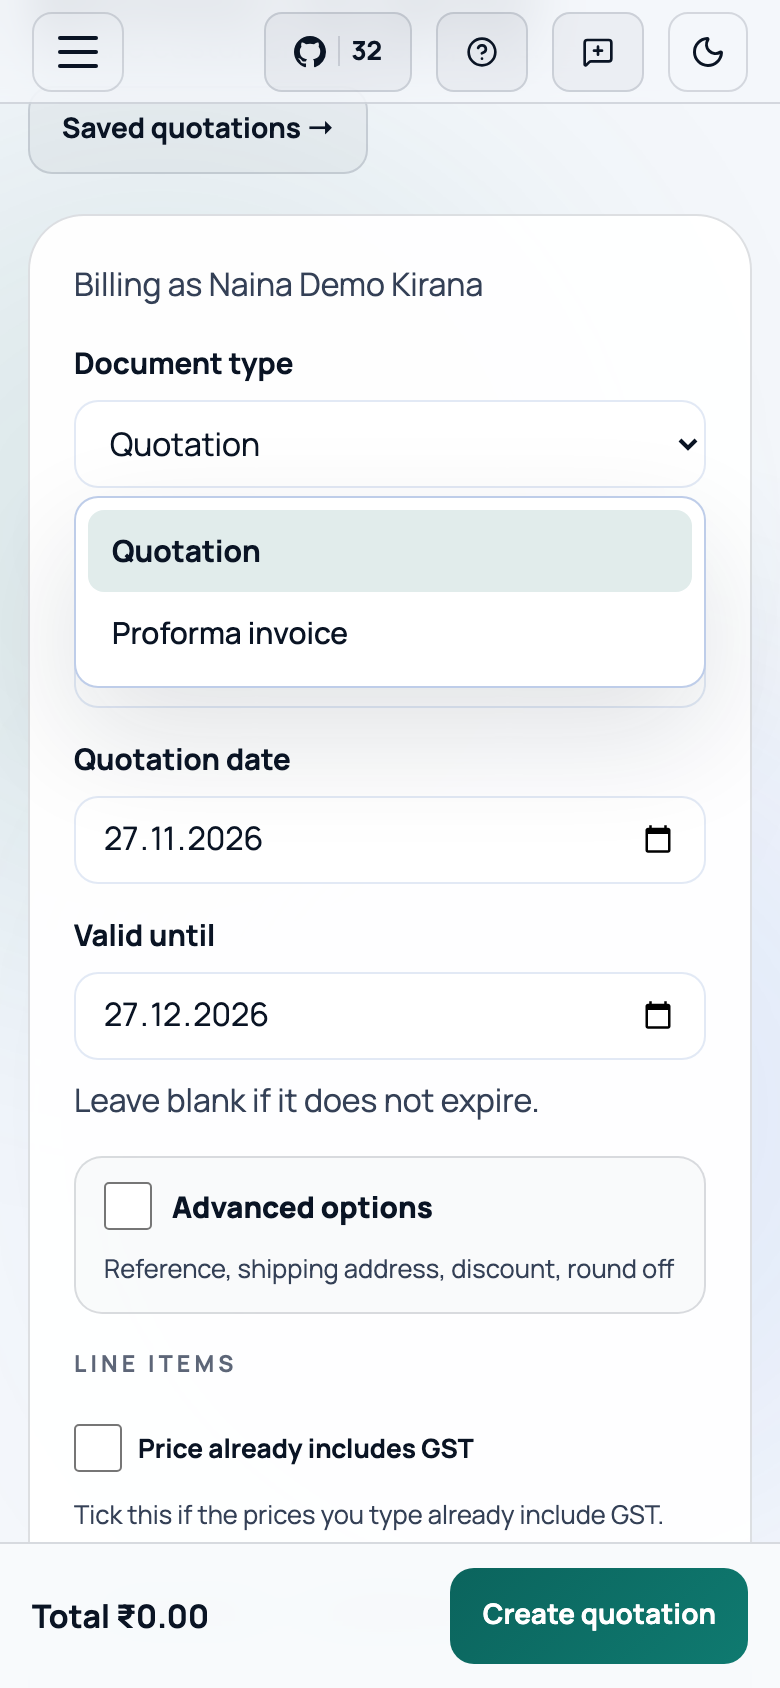 32
Saved quotations →
Billing as Naina Demo Kirana
Document type
Quotation
Quotation
Proforma invoice
Quotation date
27.11.2026
Valid until
27.12.2026
Leave blank if it does not expire.
Advanced options
Reference, shipping address, discount, round off
LINE ITEMS
Price already includes GST
Tick this if the prices you type already include GST.
Total ₹0.00
Create quotation